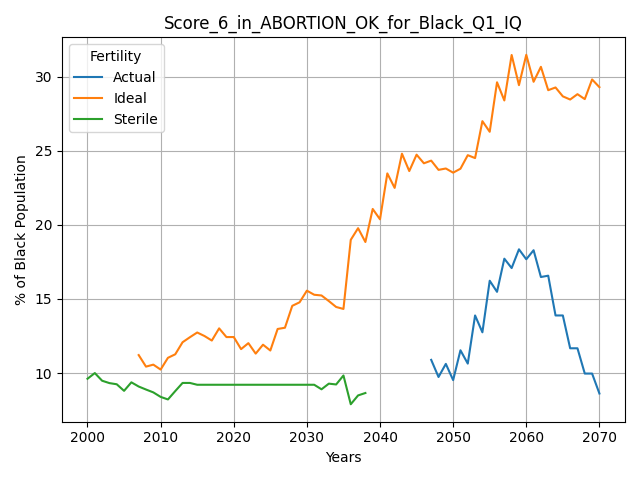 Score_6_in_ABORTION_OK_for_Black_Q1_IQ
Fertility
Actual
Ideal
Sterile
% of Black Population
30
25
20
15
10
2000 2010 2020 2030 2040 2050 2060 2070
Years